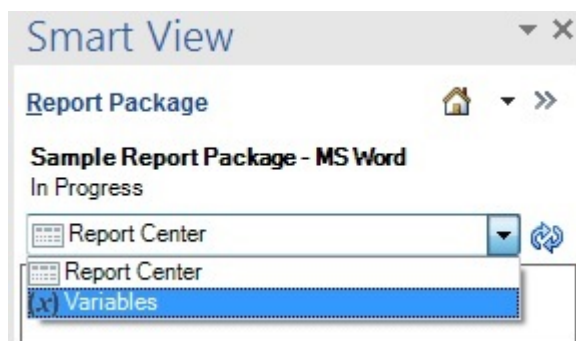 Smart View
Report Package
Sample Report Package - MS Word
In Progress
Report Center
Report Center
(x) Variables